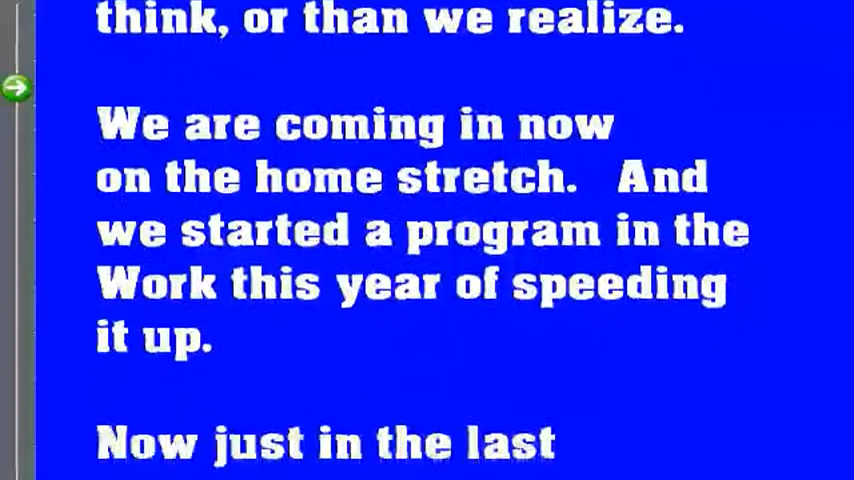 think, or than we realize.
We are coming in now
on the home stretch. And
we started a program in the
Work this year of speeding
it up.
Now just in the last